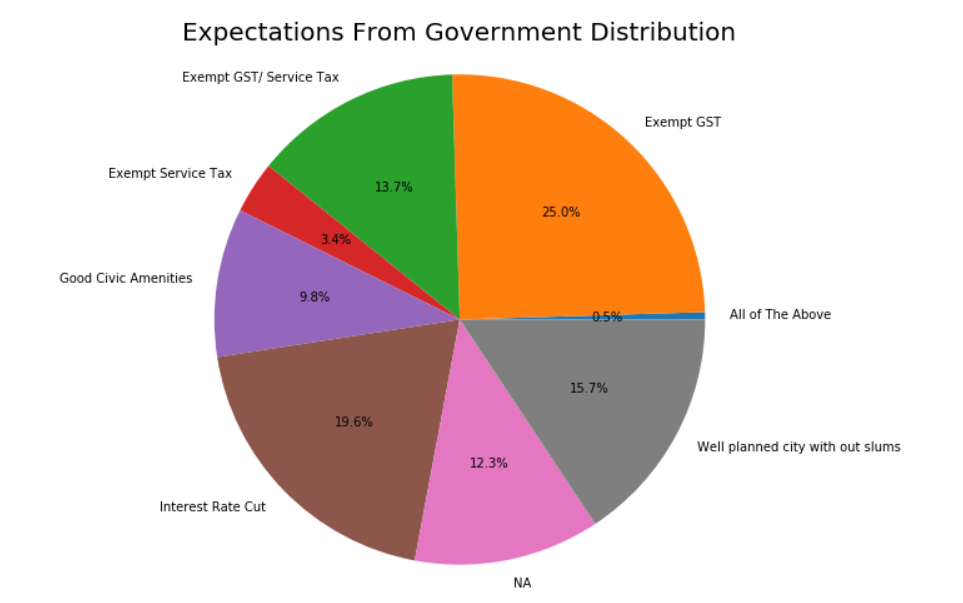 Expectations From Government Distribution
Exempt GST/ Service Tax
Exempt GST
Exempt Service Tax
13.7%
25.0%
3.4%
Good Civic Amenities
9.8%
0.5%
All of The Above
15.7%
19.6%
Well planned city with out slums
12.3%
Interest Rate Cut
NA